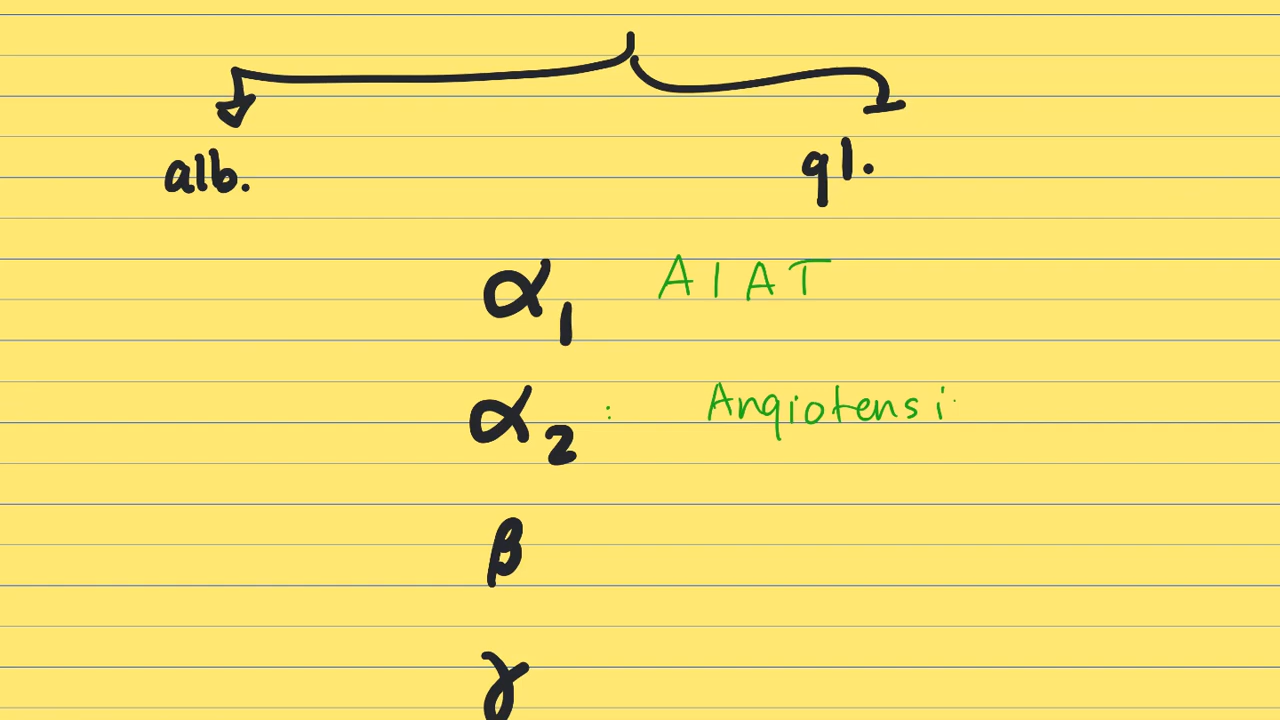 alb. gl.
α1 A1AT
α2 : Angiotensi
β
γ